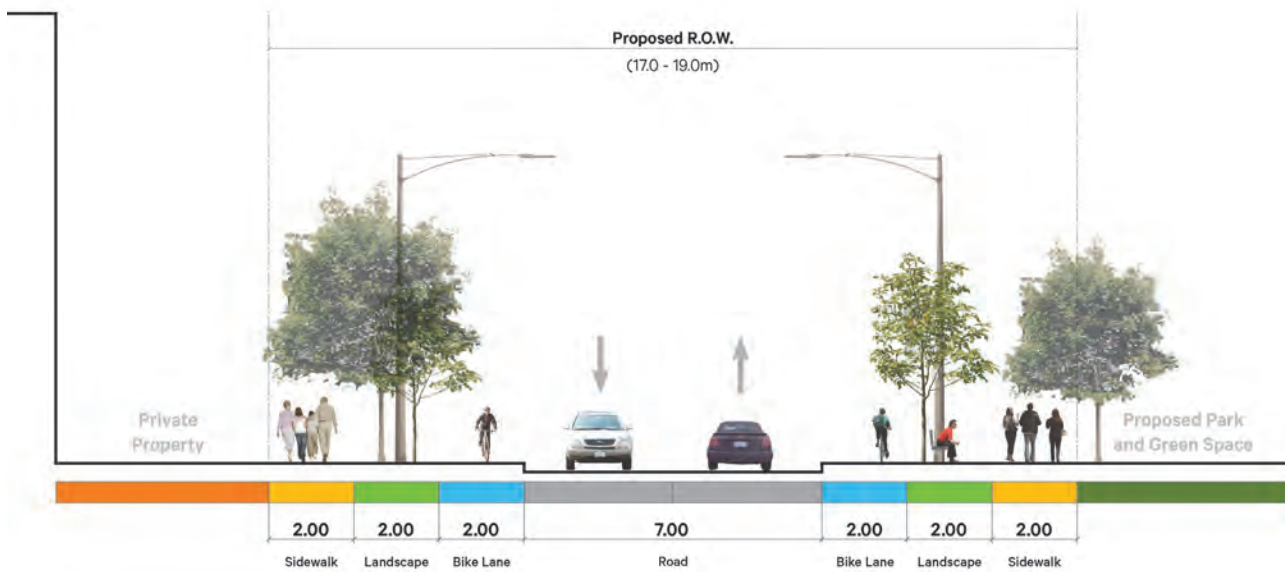 Proposed R.O.W.
(17.0 - 19.0m)
Private
Property
Proposed Park
and Green Space
2.00
2.00
2.00
7.00
2.00
2.00
2.00
Sidewalk
Landscape
Bike Lane
Road
Bike Lane
Landscape
Sidewalk